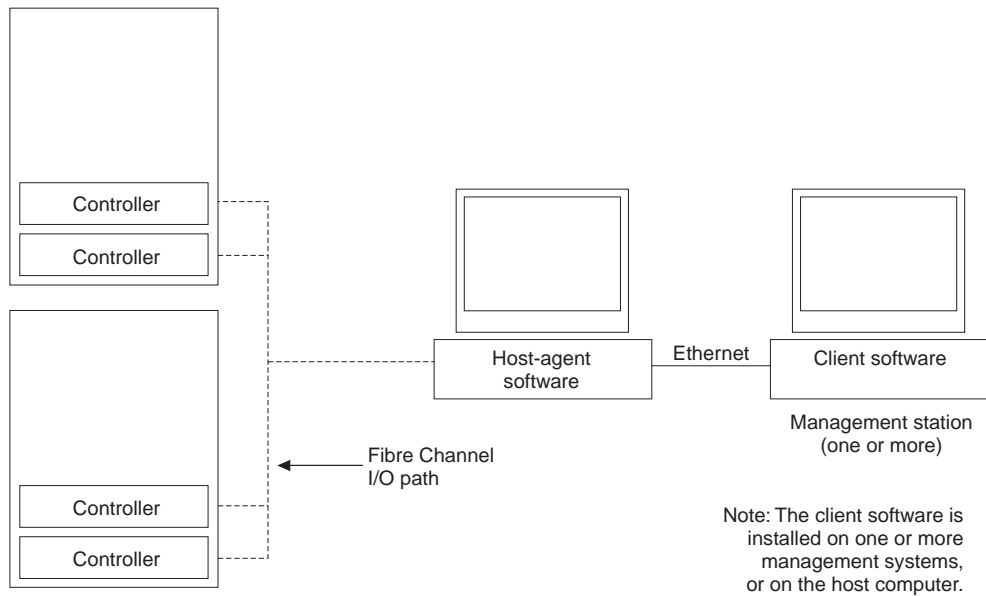 Controller
Controller
Controller
Controller
Host-agent
software
Ethernet
Client software
Management station
(one or more)
Fibre Channel
I/O path
Note: The client software is
installed on one or more
management systems,
or on the host computer.